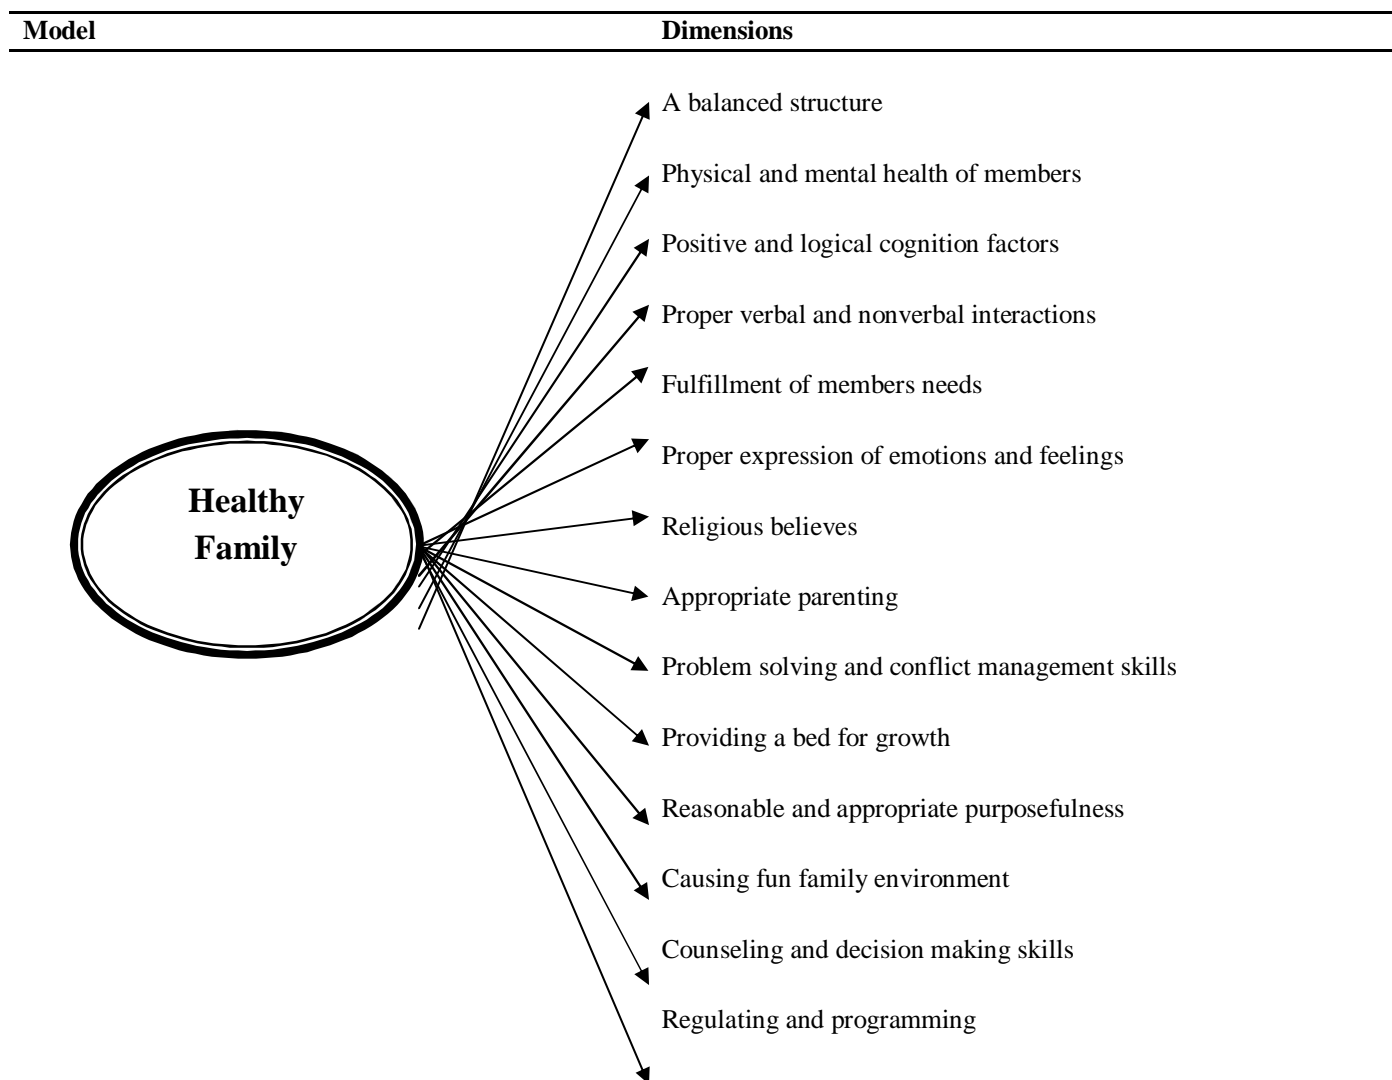 Model Dimensions
A balanced structure
Physical and mental health of members
Positive and logical cognition factors
Proper verbal and nonverbal interactions
Fulfillment of members needs
Proper expression of emotions and feelings
Healthy
Family
Religious believes
Appropriate parenting
Problem solving and conflict management skills
Providing a bed for growth
Reasonable and appropriate purposefulness
Causing fun family environment
Counseling and decision making skills
Regulating and programming